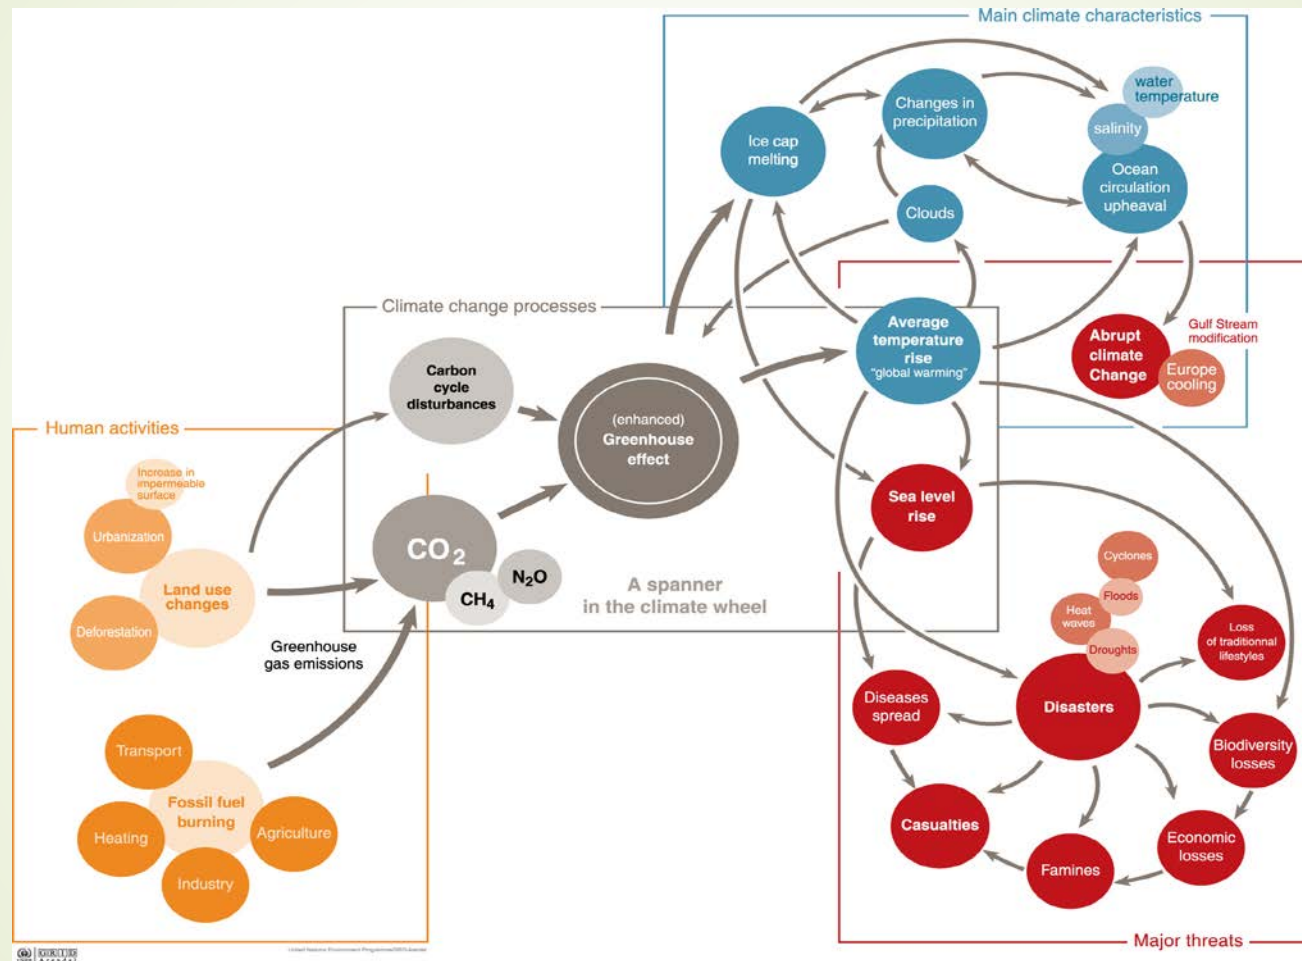 Main climate characteristics
water
temperature
salinity
Changes in
precipitation
Ice cap
melting
Ocean
circulation
upheaval
Clouds
Climate change processes
Average
temperature
rise
"global warming"
Abrupt
climate
Change
Gulf Stream
modification
Europe
cooling
Carbon
cycle
disturbances
(enhanced)
Greenhouse
effect
Human activities
Increase in
impermeable
surface
Urbanization
Land use
changes
Deforestation
CO2
CH4
N2O
Sea level
rise
A spanner
in the climate wheel
Greenhouse
gas emissions
Cyclones
Floods
Heat
waves
Droughts
Loss
of traditionnal
lifestyles
Diseases
spread
Disasters
Biodiversity
losses
Transport
Fossil fuel
burning
Heating
Agriculture
Industry
Casualties
Economic
losses
Famines
Major threats
GRID
Arendal